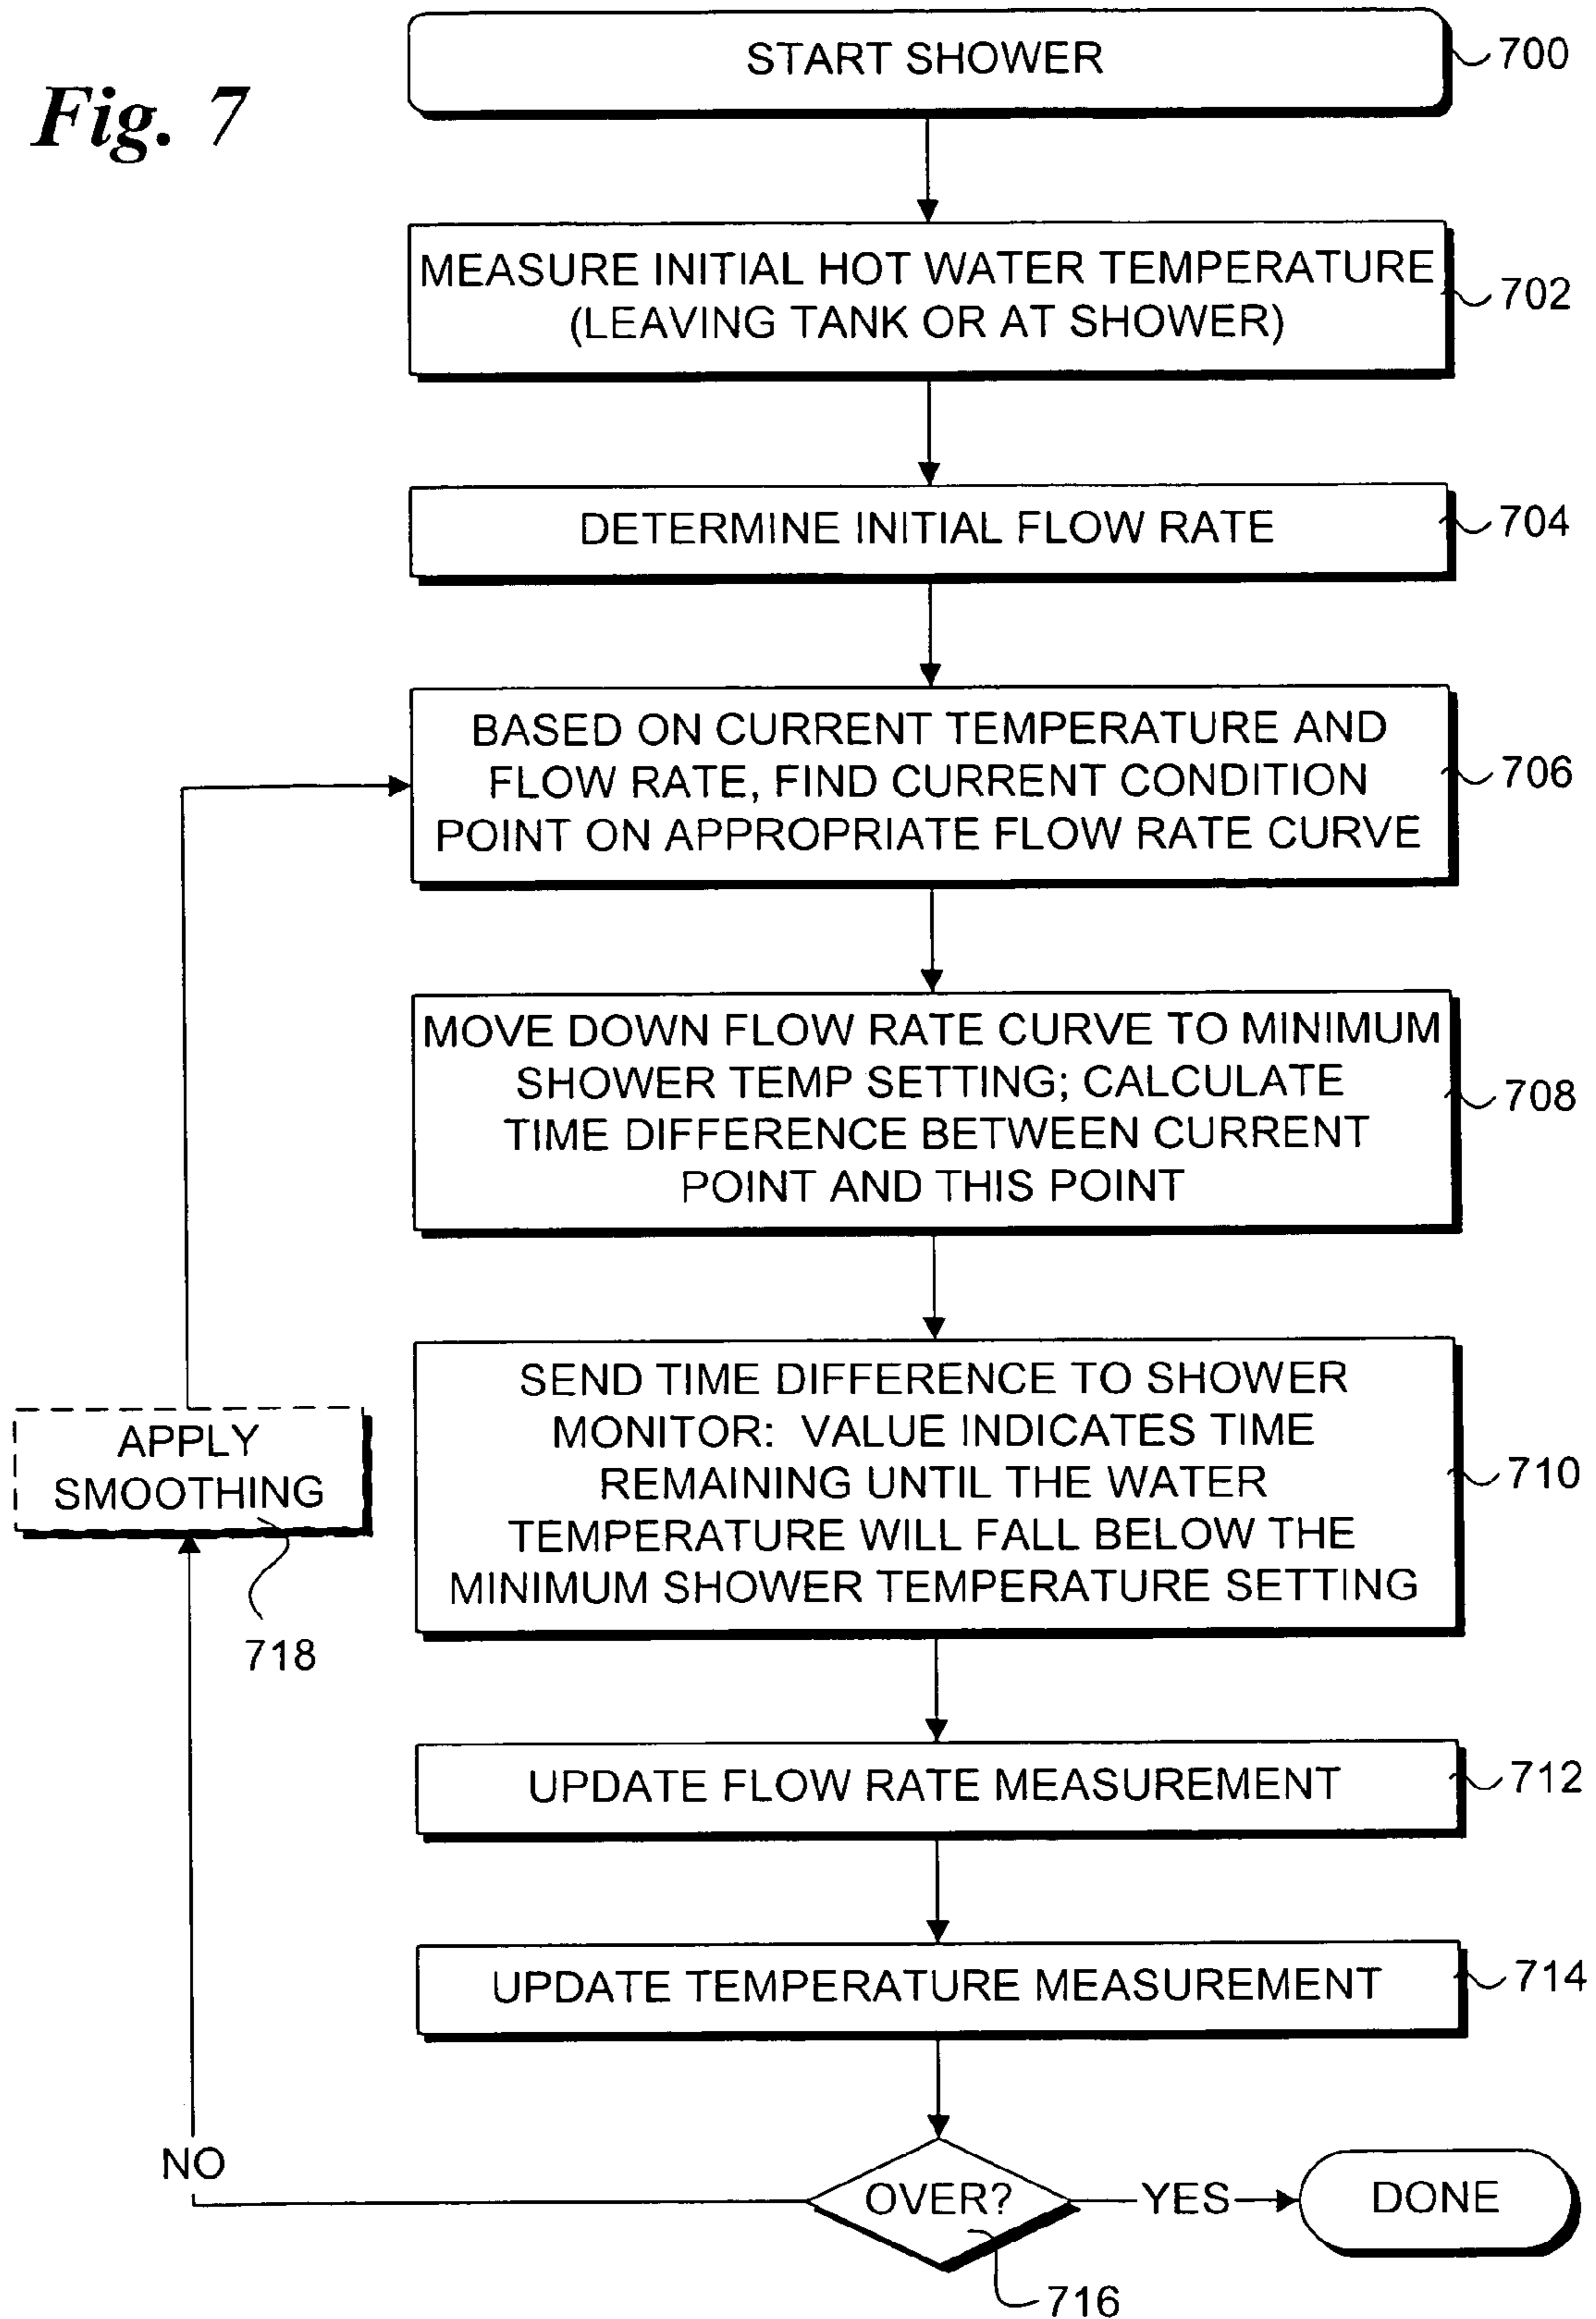 Fig. 7
START SHOWER
700
MEASURE INITIAL HOT WATER TEMPERATURE
(LEAVING TANK OR AT SHOWER)
702
DETERMINE INITIAL FLOW RATE
704
BASED ON CURRENT TEMPERATURE AND
FLOW RATE, FIND CURRENT CONDITION
POINT ON APPROPRIATE FLOW RATE CURVE
706
MOVE DOWN FLOW RATE CURVE TO MINIMUM
SHOWER TEMP SETTING; CALCULATE
TIME DIFFERENCE BETWEEN CURRENT
POINT AND THIS POINT
708
SEND TIME DIFFERENCE TO SHOWER
MONITOR: VALUE INDICATES TIME
REMAINING UNTIL THE WATER
TEMPERATURE WILL FALL BELOW THE
MINIMUM SHOWER TEMPERATURE SETTING
710
APPLY
SMOOTHING
718
UPDATE FLOW RATE MEASUREMENT
712
UPDATE TEMPERATURE MEASUREMENT
714
NO
OVER?
YES
DONE
716